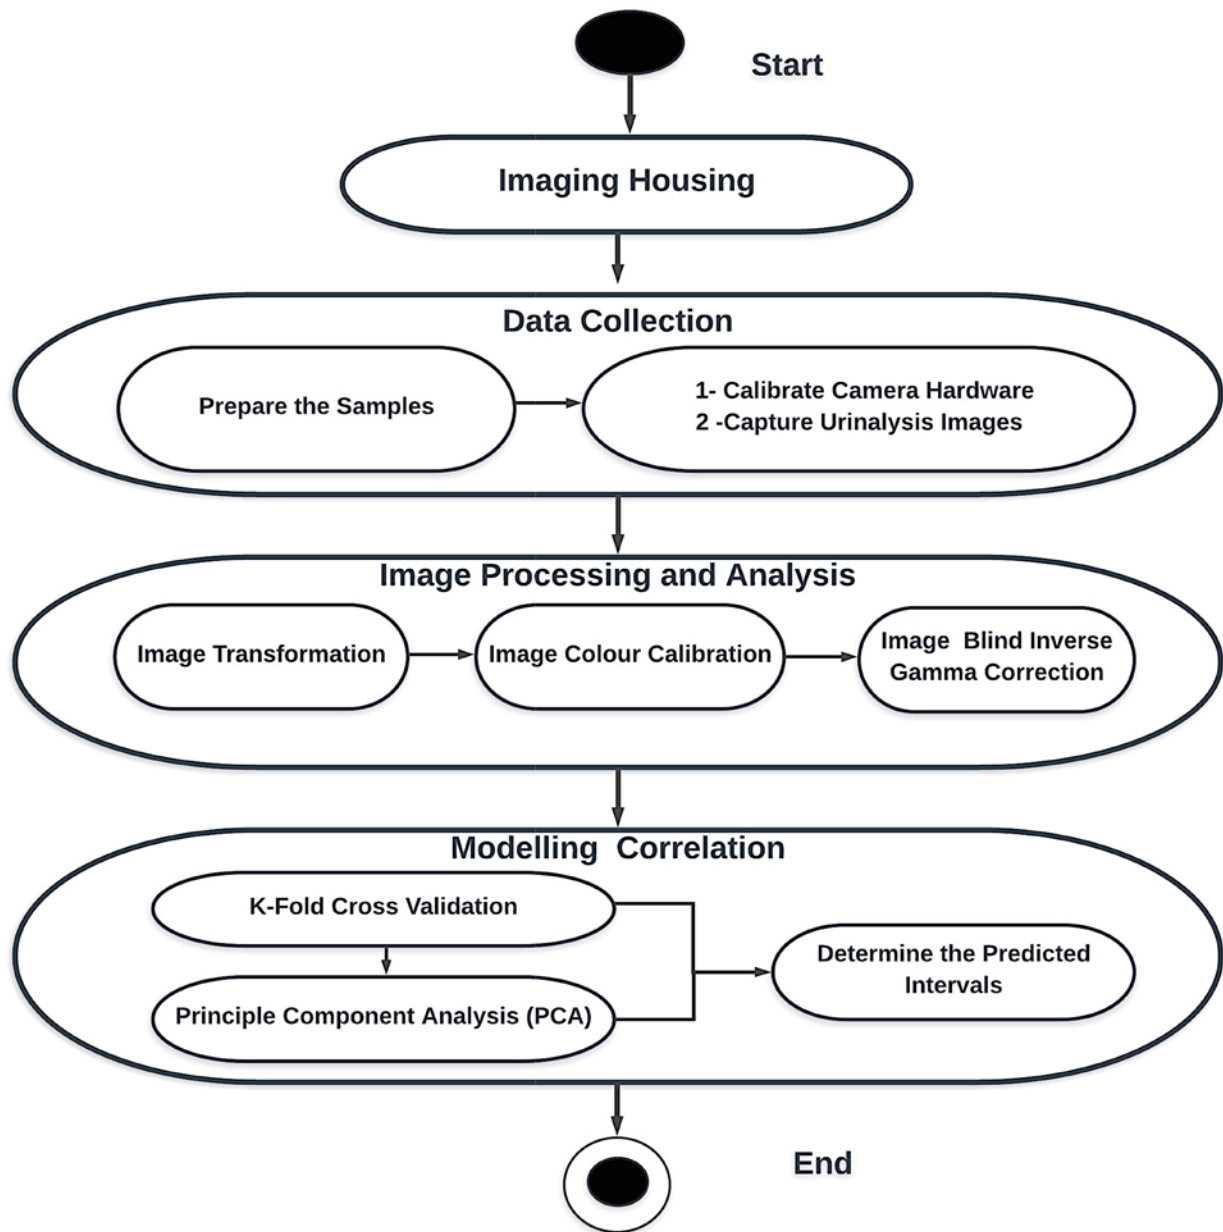 Start
Imaging Housing
Data Collection
Prepare the Samples
1- Calibrate Camera Hardware
2 -Capture Urinalysis Images
Image Processing and Analysis
Image Transformation
Image Colour Calibration
Image  Blind Inverse
Gamma Correction
Modelling  Correlation
K-Fold Cross Validation
Principle Component Analysis (PCA)
Determine the Predicted
Intervals
End